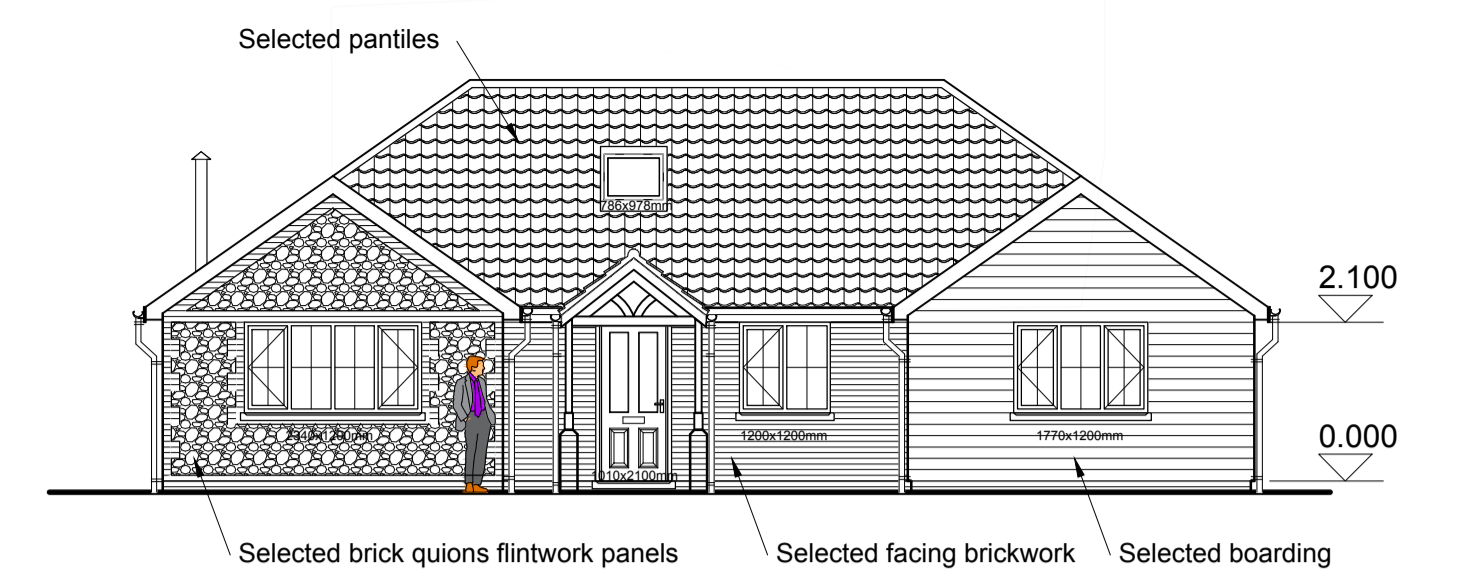 Selected pantiles
786x978mm
2.100
2340x1200mm
1200x1200mm
1770x1200mm
0.000
1010x2100mm
Selected brick quions flintwork panels
Selected facing brickwork
Selected boarding